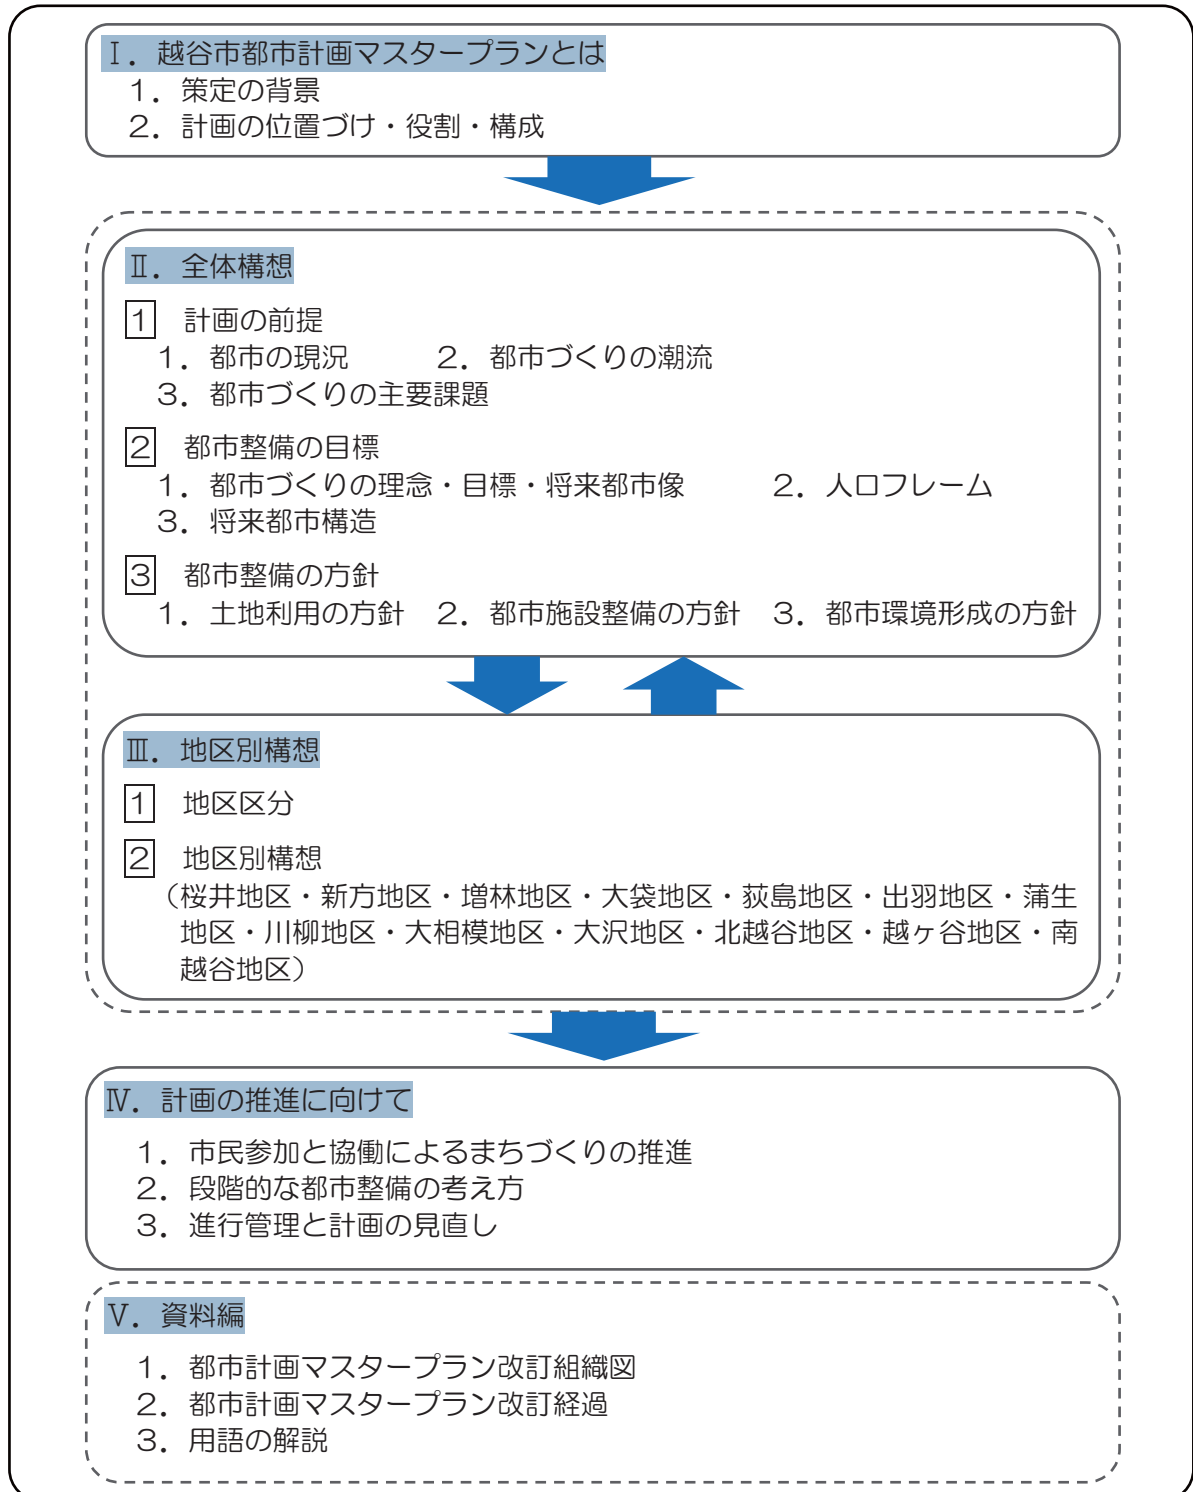 Ⅰ．越谷市都市計画マスタープランとは
１．策定の背景
２．計画の位置づけ・役割・構成
Ⅱ．全体構想
１　計画の前提
１．都市の現況　２．都市づくりの潮流
３．都市づくりの主要課題
２　都市整備の目標
１．都市づくりの理念・目標・将来都市像　２．人口フレーム
３．将来都市構造
３　都市整備の方針
１．土地利用の方針　２．都市施設整備の方針　３．都市環境形成の方針
Ⅲ．地区別構想
１　地区区分
２　地区別構想
（桜井地区・新方地区・増林地区・大袋地区・荻島地区・出羽地区・蒲生
地区・川柳地区・大相模地区・大沢地区・北越谷地区・越ヶ谷地区・南
越谷地区）
Ⅳ．計画の推進に向けて
１．市民参加と協働によるまちづくりの推進
２．段階的な都市整備の考え方
３．進行管理と計画の見直し
Ⅴ．資料編
１．都市計画マスタープラン改訂組織図
２．都市計画マスタープラン改訂経過
３．用語の解説